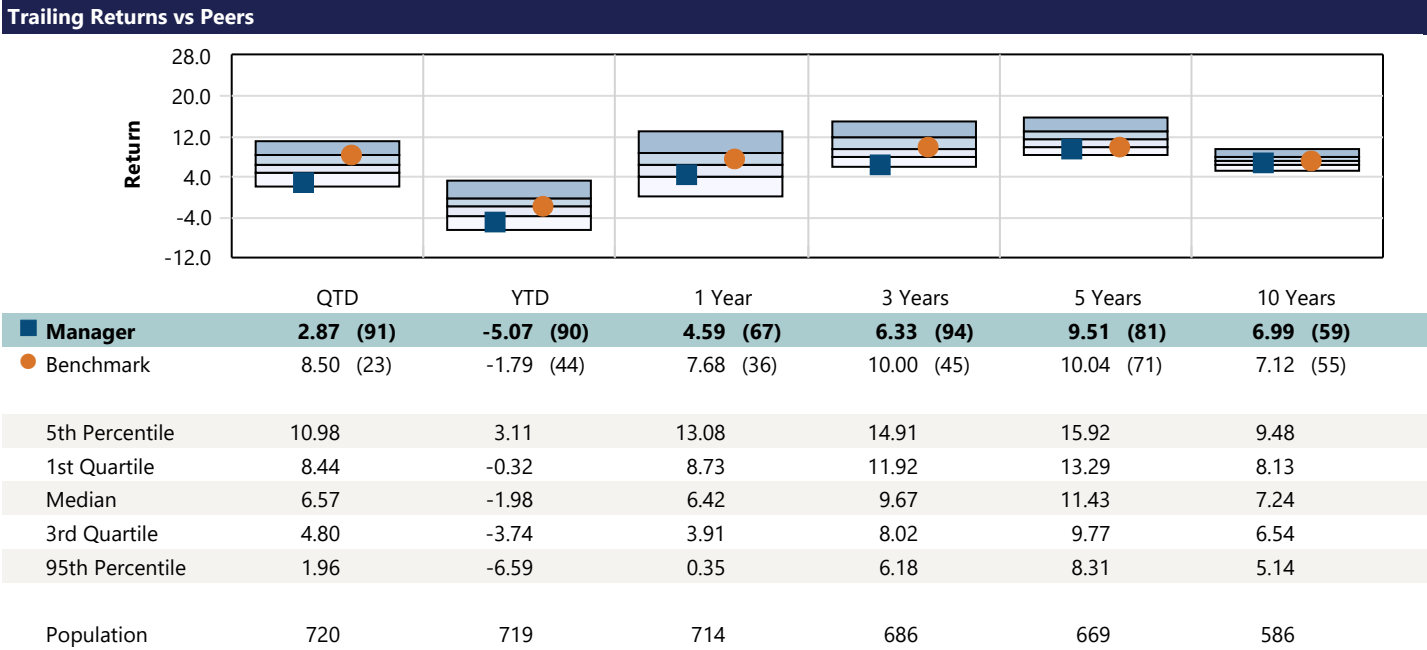 Trailing Returns vs Peers
28.0
20.0
12.0
4.0
-4.0
-12.0
Return
QTD YTD 1 Year 3 Years 5 Years 10 Years
Manager 2.87 (91) -5.07 (90) 4.59 (67) 6.33 (94) 9.51 (81) 6.99 (59)
Benchmark 8.50 (23) -1.79 (44) 7.68 (36) 10.00 (45) 10.04 (71) 7.12 (55)
5th Percentile 10.98 3.11 13.08 14.91 15.92 9.48
1st Quartile 8.44 -0.32 8.73 11.92 13.29 8.13
Median 6.57 -1.98 6.42 9.67 11.43 7.24
3rd Quartile 4.80 -3.74 3.91 8.02 9.77 6.54
95th Percentile 1.96 -6.59 0.35 6.18 8.31 5.14
Population 720 719 714 686 669 586